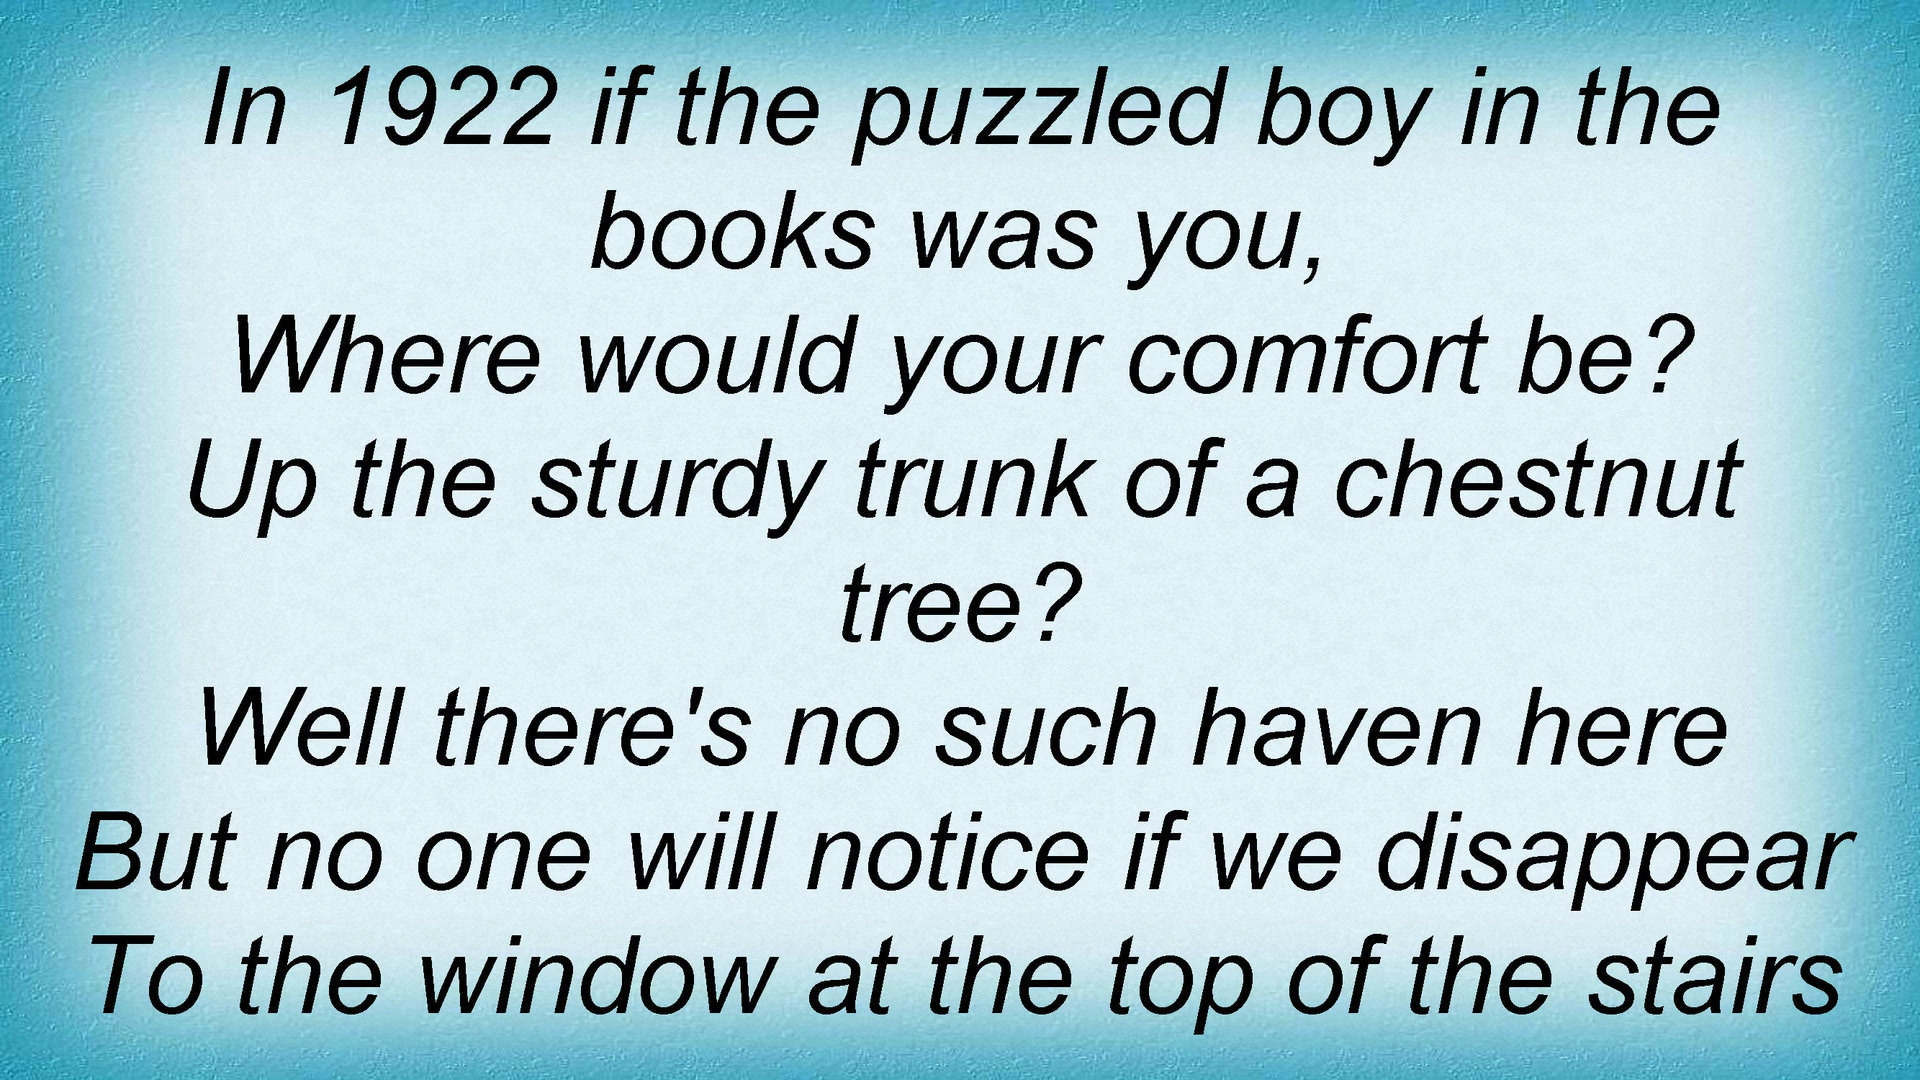 In 1922 if the puzzled boy in the
books was you,
Where would your comfort be?
Up the sturdy trunk of a chestnut
tree?
Well there's no such haven here
But no one will notice if we disappear
To the window at the top of the stairs